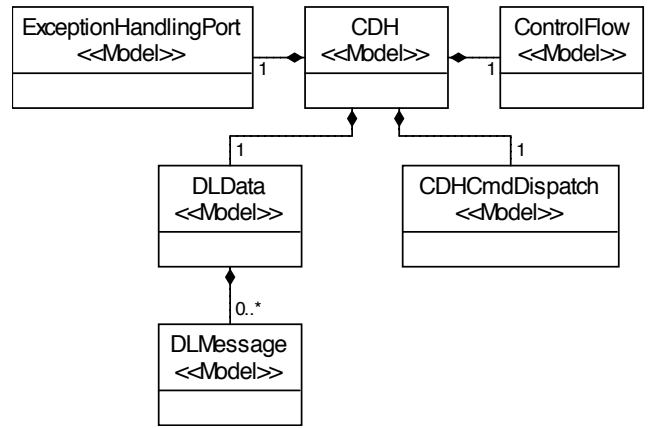 ExceptionHandlingPort
<<Model>>
1
CDH
<<Model>>
ControlFlow
<<Model>>
1
1
1
DLData
<<Model>>
CDHCmdDispatch
<<Model>>
0..*
DLMessage
<<Model>>